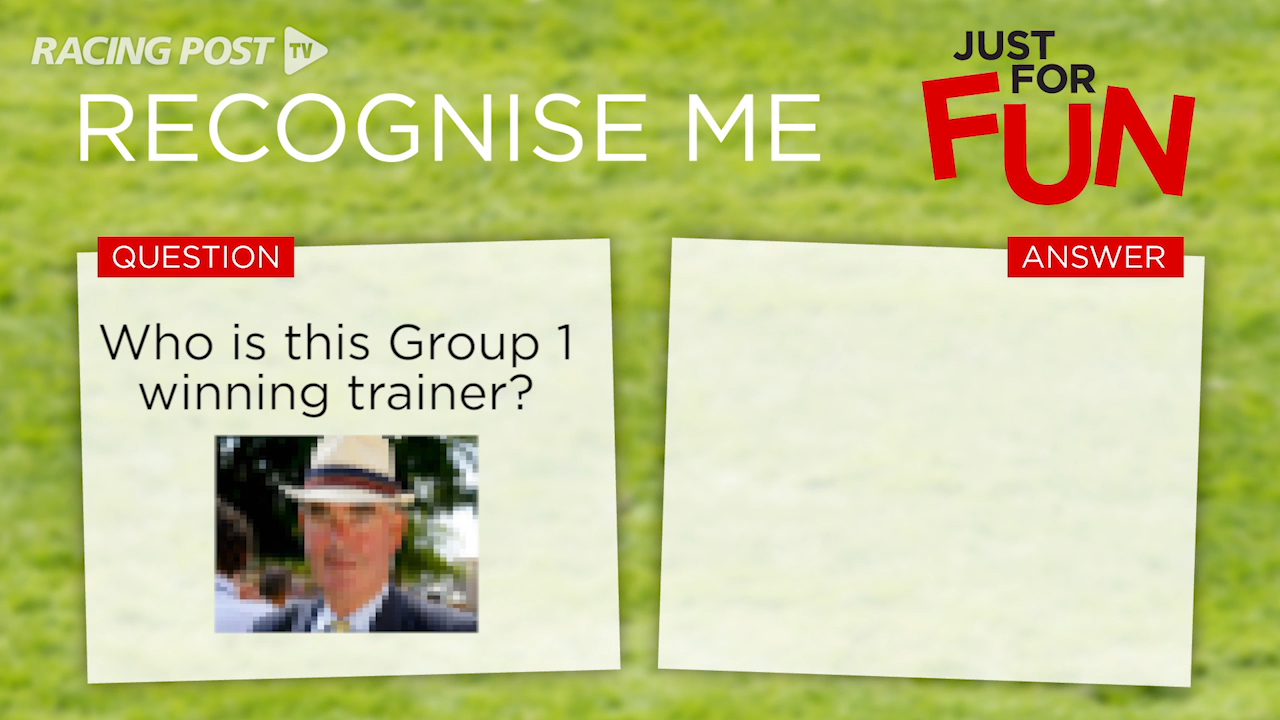 RACING POST TV
RECOGNISE ME
JUST
FOR
FUN
QUESTION
Who is this Group 1
winning trainer?
ANSWER